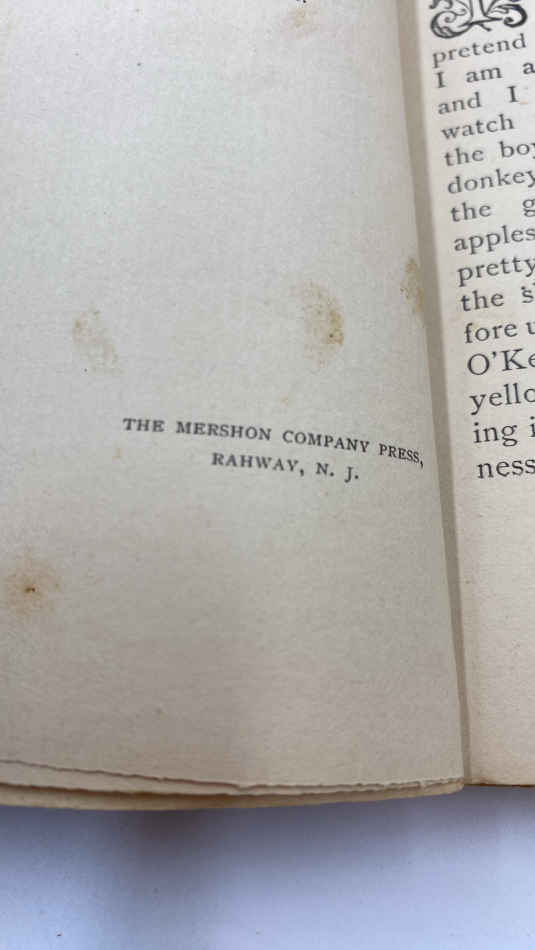 THE MERSHON COMPANY PRESS,
RAHWAY, N. J.
pretend
I am a
and I
watch
the boy
donkey
the g
apples
pretty
the s
fore u
O'Ke
yello
ing i
ness